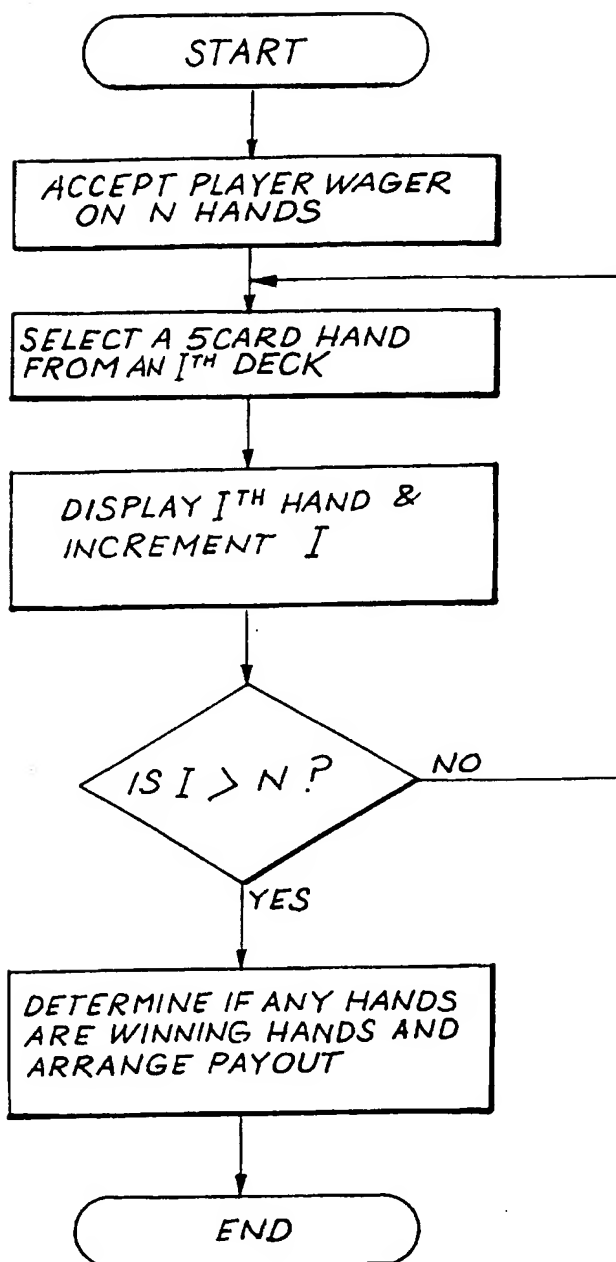 START
ACCEPT PLAYER WAGER
ON N HANDS
SELECT A 5CARD HAND
FROM AN ITH DECK
DISPLAY ITH HAND &
INCREMENT I
IS I > N ?
NO
YES
DETERMINE IF ANY HANDS
ARE WINNING HANDS AND
ARRANGE PAYOUT
END